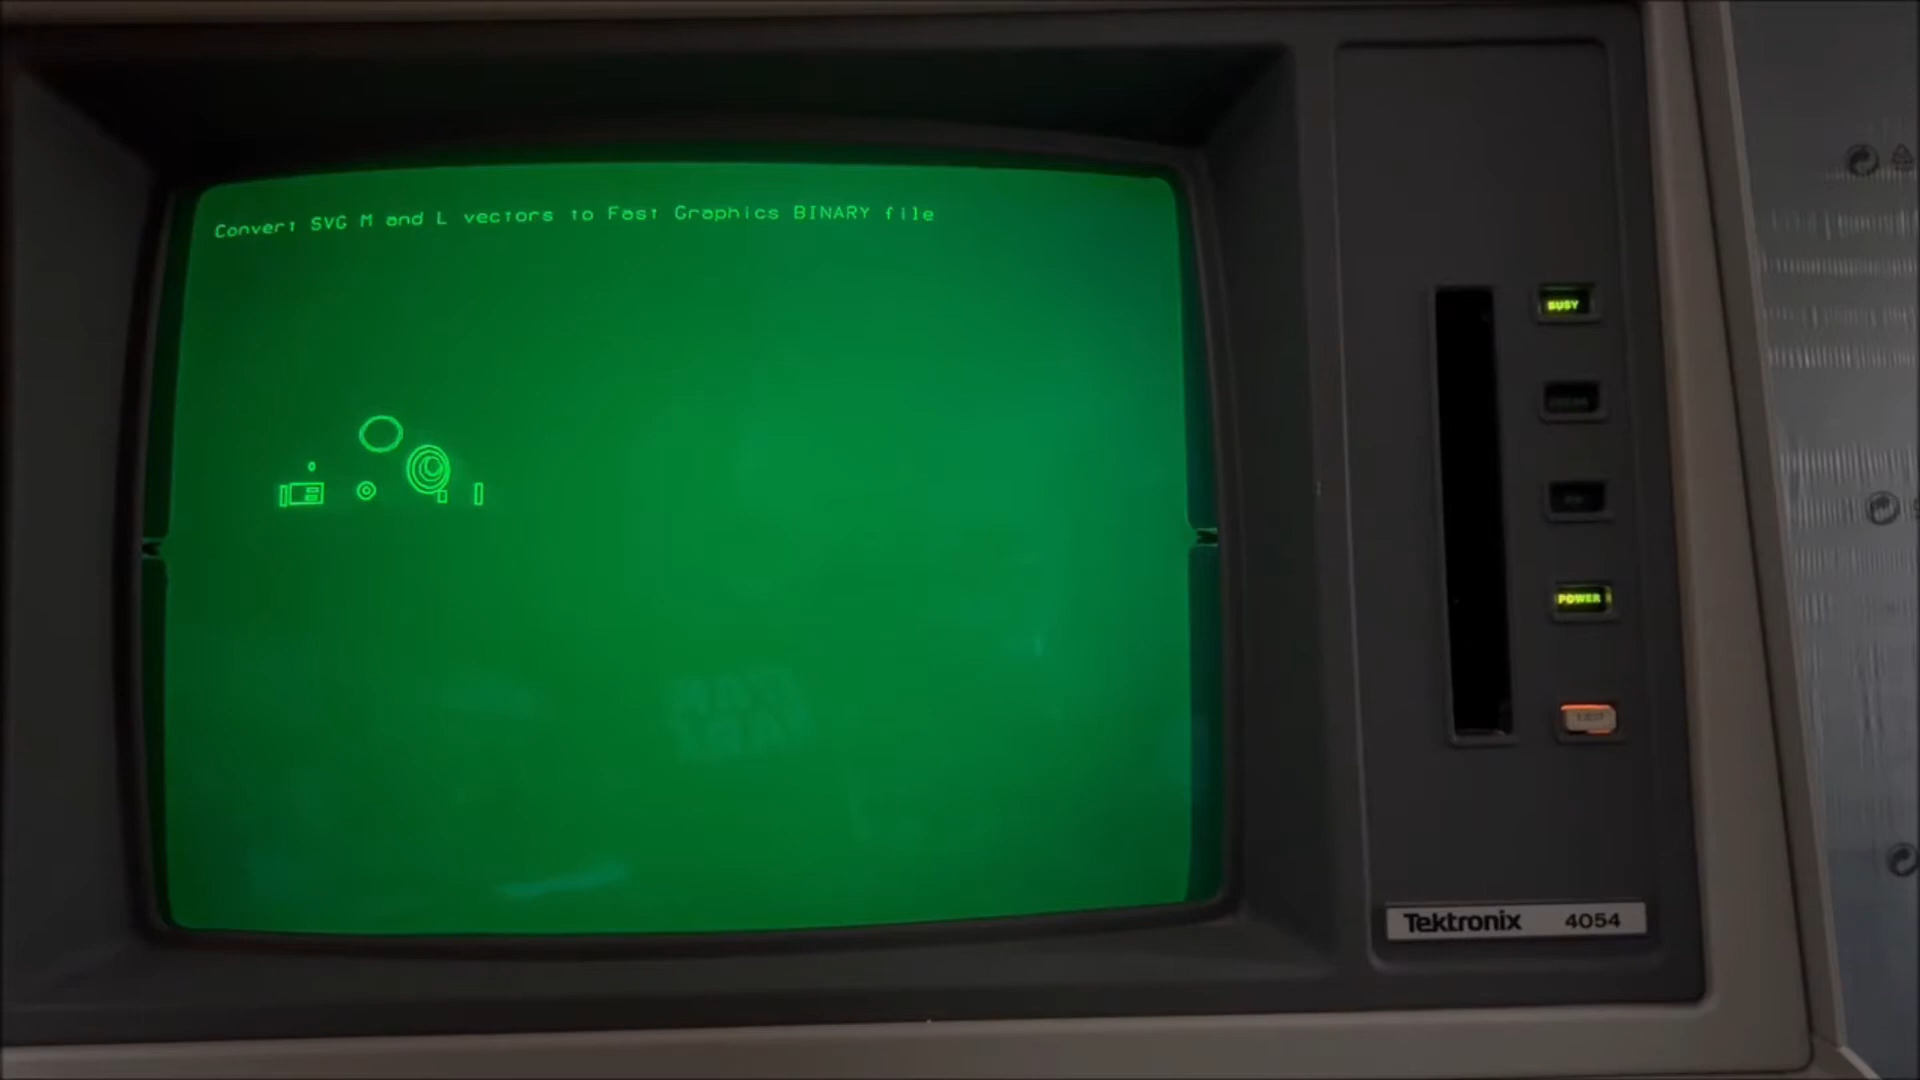 Convert SVG M and L vectors to Fast Graphics BINARY file
BUSY
POWER
Tektronix 4054